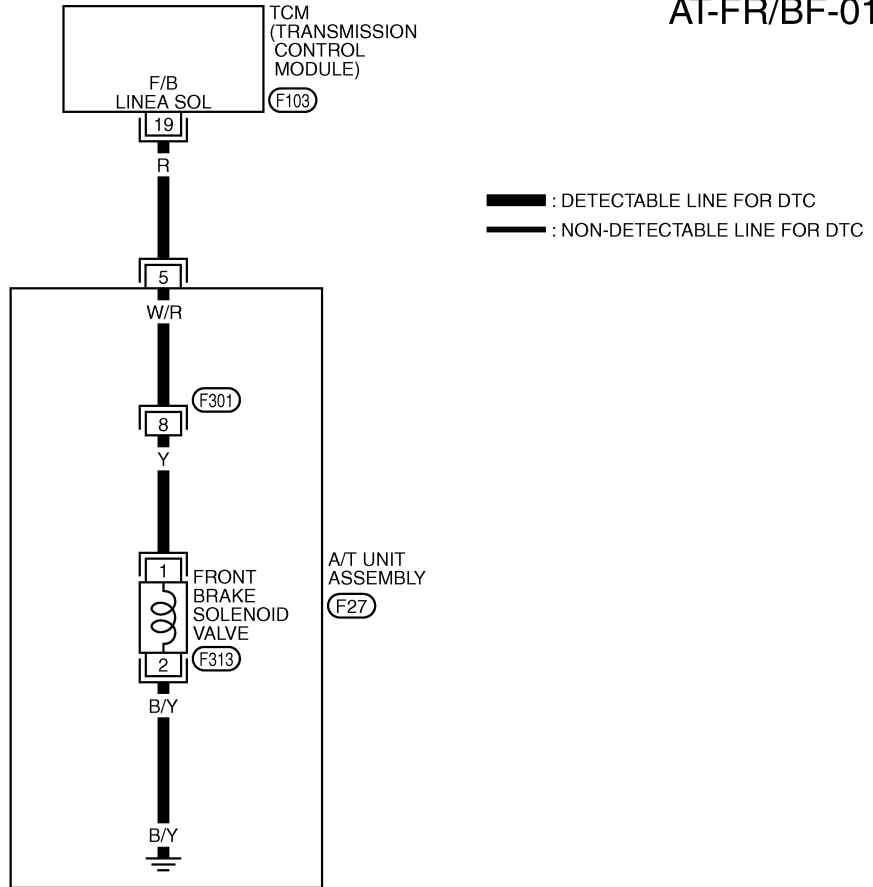 AT-FR/BF-01
TCM
(TRANSMISSION
CONTROL
MODULE)
F103
F/B
LINEA SOL
19
R
: DETECTABLE LINE FOR DTC
: NON-DETECTABLE LINE FOR DTC
5
W/R
F301
8
Y
1
FRONT
BRAKE
SOLENOID
VALVE
F313
2
A/T UNIT
ASSEMBLY
F27
B/Y
B/Y